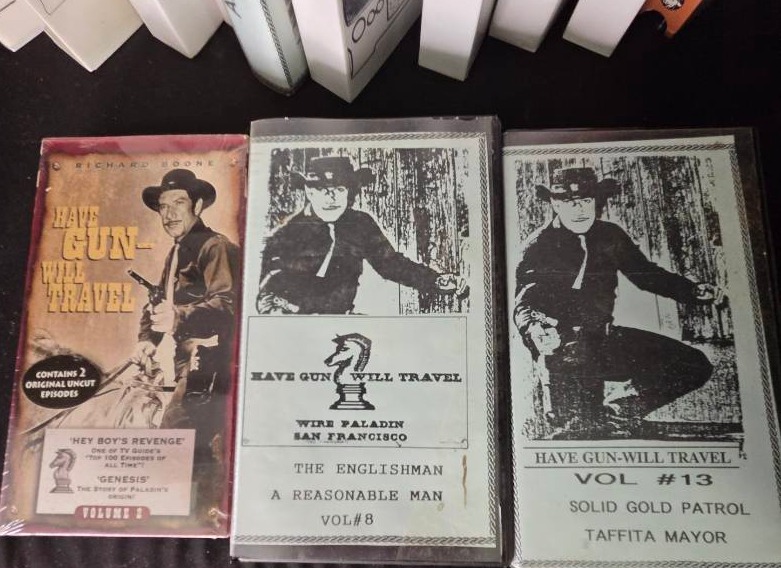 RICHARD BOONE
HAVE
GUN-
WILL
TRAVEL
CONTAINS 2
ORIGINAL UNCUT
EPISODES
'HEY BOY'S REVENGE'
ONE OF TV GUIDE'S
"TOP 100 EPISODES OF
ALL TIME"!
'GENESIS'
THE STORY OF PALADIN'S
ORIGIN!
VOLUME 2
HAVE GUN WILL TRAVEL
WIRE PALADIN
SAN FRANCISCO
THE ENGLISHMAN
A REASONABLE MAN
VOL#8
HAVE GUN-WILL TRAVEL
VOL #13
SOLID GOLD PATROL
TAFFITA MAYOR